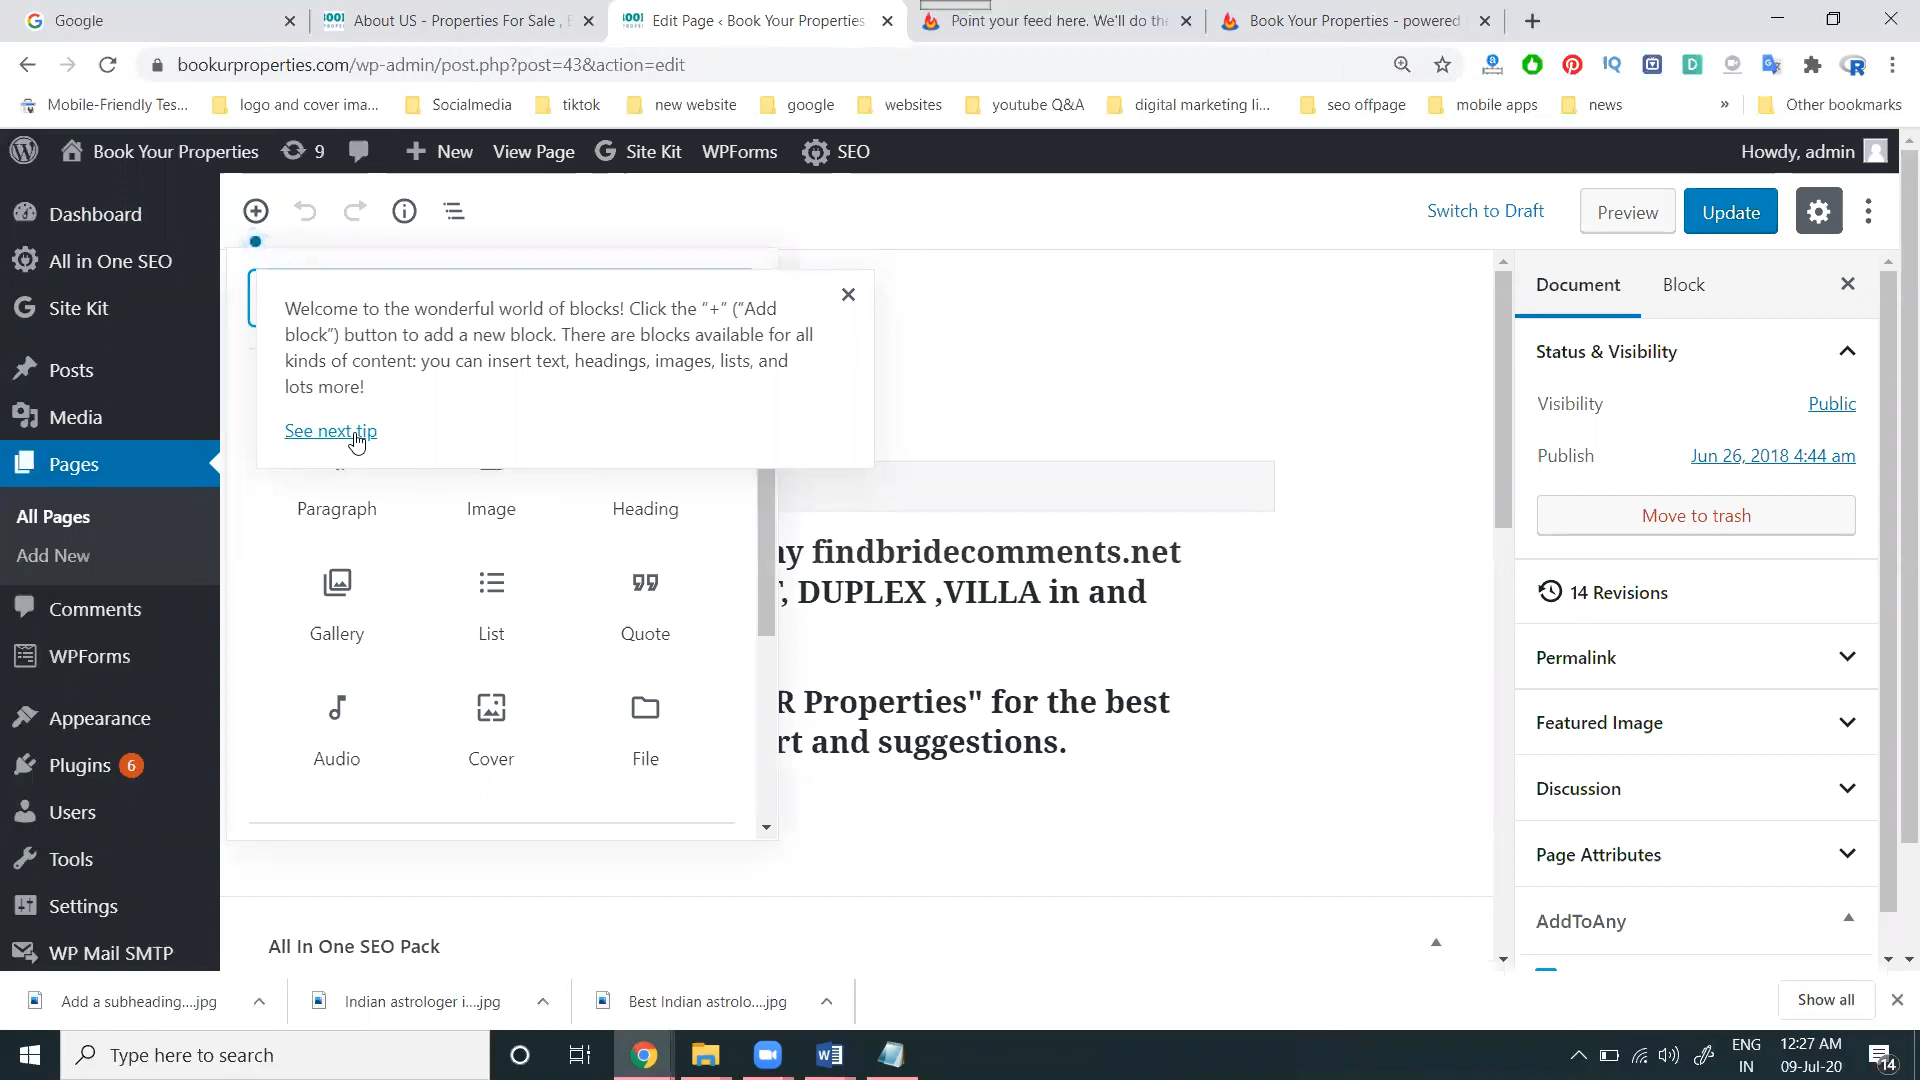 Google
About US - Properties For Sale , E
Edit Page ‹ Book Your Properties
Point your feed here. We'll do the
Book Your Properties - powered
bookurproperties.com/wp-admin/post.php?post=43&action=edit
Mobile-Friendly Tes...
logo and cover ima...
Socialmedia
tiktok
new website
google
websites
youtube Q&A
digital marketing li...
seo offpage
mobile apps
news
Other bookmarks
Book Your Properties
9
New
View Page
Site Kit
WPForms
SEO
Howdy, admin
Dashboard
All in One SEO
Site Kit
Posts
Media
Pages
All Pages
Add New
Comments
WPForms
Appearance
Plugins 6
Users
Tools
Settings
WP Mail SMTP
Switch to Draft
Preview
Update
Welcome to the wonderful world of blocks! Click the “+” (“Add
block”) button to add a new block. There are blocks available for all
kinds of content: you can insert text, headings, images, lists, and
lots more!
See next tip
Paragraph
Image
Heading
Gallery
List
Quote
Audio
Cover
File
ny findbridecomments.net
, DUPLEX ,VILLA in and
R Properties" for the best
rt and suggestions.
All In One SEO Pack
Document
Block
Status & Visibility
Visibility
Public
Publish
Jun 26, 2018 4:44 am
Move to trash
14 Revisions
Permalink
Featured Image
Discussion
Page Attributes
AddToAny
Add a subheading....jpg
Indian astrologer i....jpg
Best Indian astrolo....jpg
Show all
Type here to search
ENG
IN
12:27 AM
09-Jul-20
14